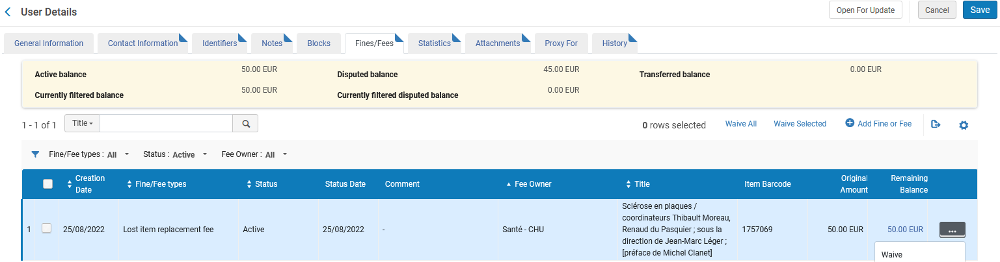 User Details
Open For Update
Cancel
Save
General Information
Contact Information
Identifiers
Notes
Blocks
Fines/Fees
Statistics
Attachments
Proxy For
History
Active balance 50.00 EUR Disputed balance 45.00 EUR Transferred balance 0.00 EUR
Currently filtered balance 50.00 EUR Currently filtered disputed balance 0.00 EUR
1 - 1 of 1 Title 0 rows selected Waive All Waive Selected Add Fine or Fee
Fine/Fee types : All Status : Active Fee Owner : All
Creation Date
Fine/Fee types
Status
Status Date
Comment
Fee Owner
Title
Item Barcode
Original Amount
Remaining Balance
1
25/08/2022
Lost item replacement fee
Active
25/08/2022
-
Santé - CHU
Sclérose en plaques /
coordinateurs Thibault Moreau,
Renaud du Pasquier ; sous la
direction de Jean-Marc Léger ;
[préface de Michel Clanet]
1757069
50.00 EUR
50.00 EUR
...
Waive